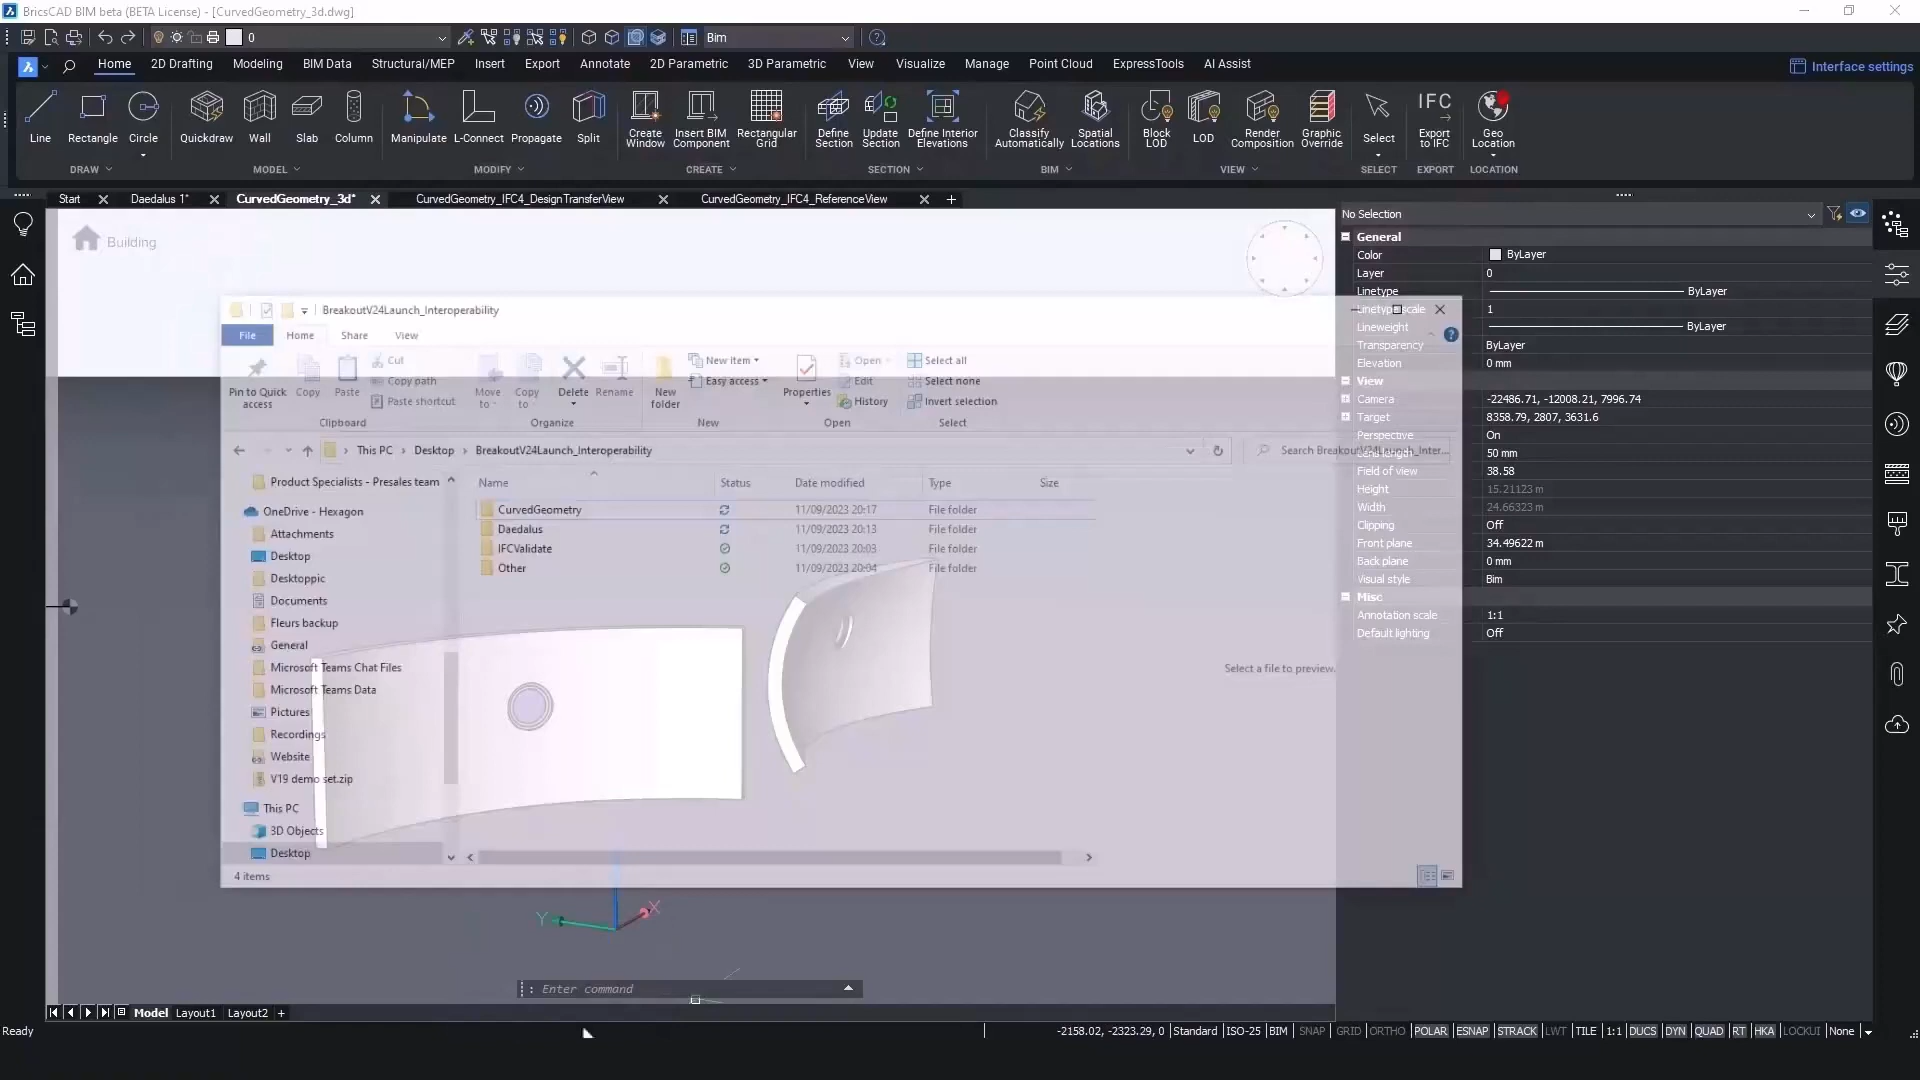 BricsCAD BIM beta (BETA License) - [CurvedGeometry_3d.dwg]
0
Bim
Home 2D Drafting Modeling BIM Data Structural/MEP Insert Export Annotate 2D Parametric 3D Parametric View Visualize Manage Point Cloud ExpressTools AI Assist Interface settings
Line Rectangle Circle Quickdraw Wall Slab Column Manipulate L-Connect Propagate Split Create Window Insert BIM Component Rectangular Grid Define Section Update Section Define Interior Elevations Classify Automatically Spatial Locations Block LOD LOD Render Composition Graphic Override Select IFC Export to IFC Geo Location
DRAW MODEL MODIFY CREATE SECTION BIM VIEW SELECT EXPORT LOCATION
Start Daedalus 1* CurvedGeometry_3d* CurvedGeometry_IFC4_DesignTransferView CurvedGeometry_IFC4_ReferenceView
Building
BreakoutV24Launch_Interoperability
File Home Share View
Pin to Quick access Copy Paste Cut Copy path Paste shortcut Move to Copy to Delete Rename New folder New item Easy access Properties Open Edit History Select all Select none Invert selection
Clipboard Organize New Open Select
This PC Desktop BreakoutV24Launch_Interoperability Search BreakoutV24Launch_Inter...
Name Status Date modified Type Size
CurvedGeometry 11/09/2023 20:17 File folder
Daedalus 11/09/2023 20:13 File folder
IFCValidate 11/09/2023 20:03 File folder
Other 11/09/2023 20:04 File folder
Product Specialists - Presales team
OneDrive - Hexagon
Attachments
Desktop
Desktoppic
Documents
Fleurs backup
General
Microsoft Teams Chat Files
Microsoft Teams Data
Pictures
Recordings
Website
V19 demo set.zip
This PC
3D Objects
Desktop
Select a file to preview.
4 items
No Selection
General
Color ByLayer
Layer 0
Linetype ByLayer
Linetype scale 1
Lineweight ByLayer
Transparency ByLayer
Elevation 0 mm
View
Camera -22486.71, -12008.21, 7996.74
Target 8358.79, 2807, 3631.6
Perspective On
Lens length 50 mm
Field of view 38.58
Height 15.21123 m
Width 24.66323 m
Clipping Off
Front plane 34.49622 m
Back plane 0 mm
Visual style Bim
Misc
Annotation scale 1:1
Default lighting Off
Y X
: Enter command
Model Layout1 Layout2 +
Ready
-2158.02, -2323.29, 0 Standard ISO-25 BIM SNAP GRID ORTHO POLAR ESNAP STRACK LWT TILE 1:1 DUCS DYN QUAD RT HKA LOCKUI None